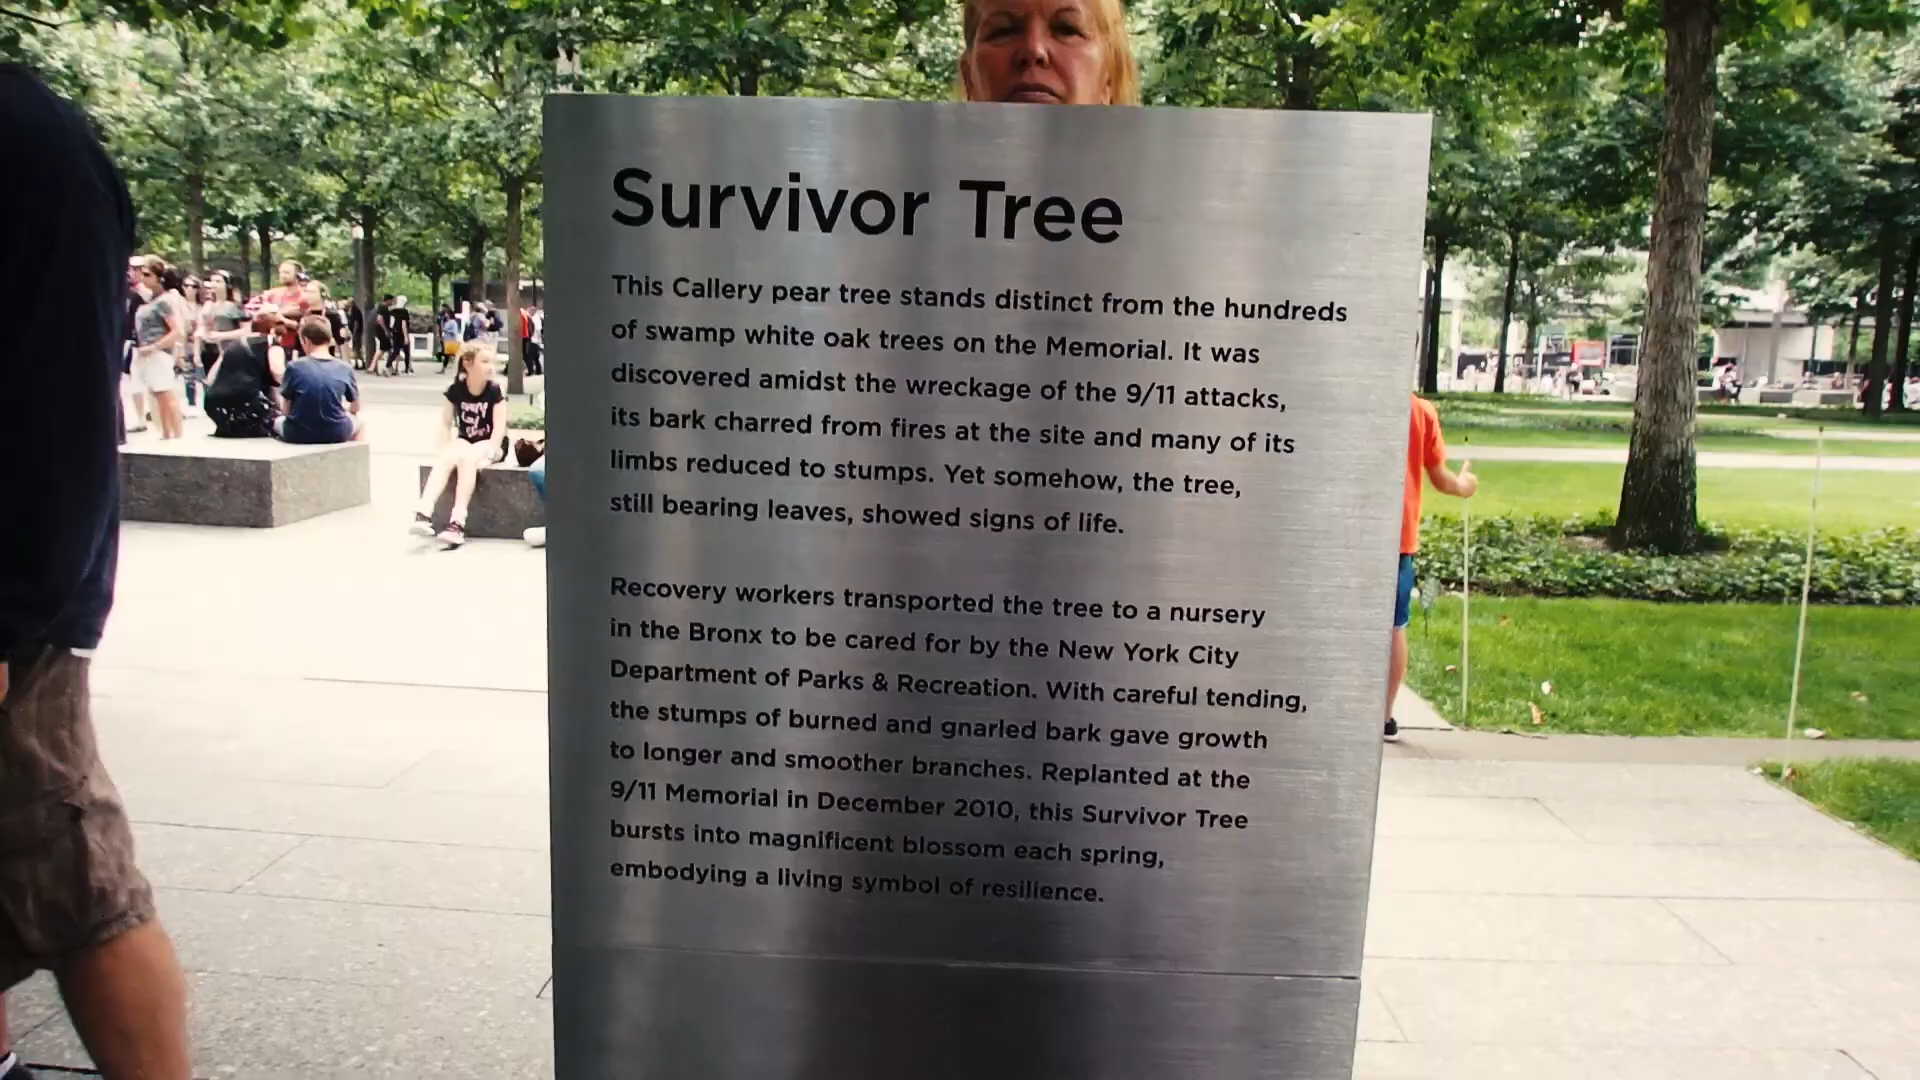 Survivor Tree
This Callery pear tree stands distinct from the hundreds
of swamp white oak trees on the Memorial. It was
discovered amidst the wreckage of the 9/11 attacks,
its bark charred from fires at the site and many of its
limbs reduced to stumps. Yet somehow, the tree,
still bearing leaves, showed signs of life.
Recovery workers transported the tree to a nursery
in the Bronx to be cared for by the New York City
Department of Parks & Recreation. With careful tending,
the stumps of burned and gnarled bark gave growth
to longer and smoother branches. Replanted at the
9/11 Memorial in December 2010, this Survivor Tree
bursts into magnificent blossom each spring,
embodying a living symbol of resilience.